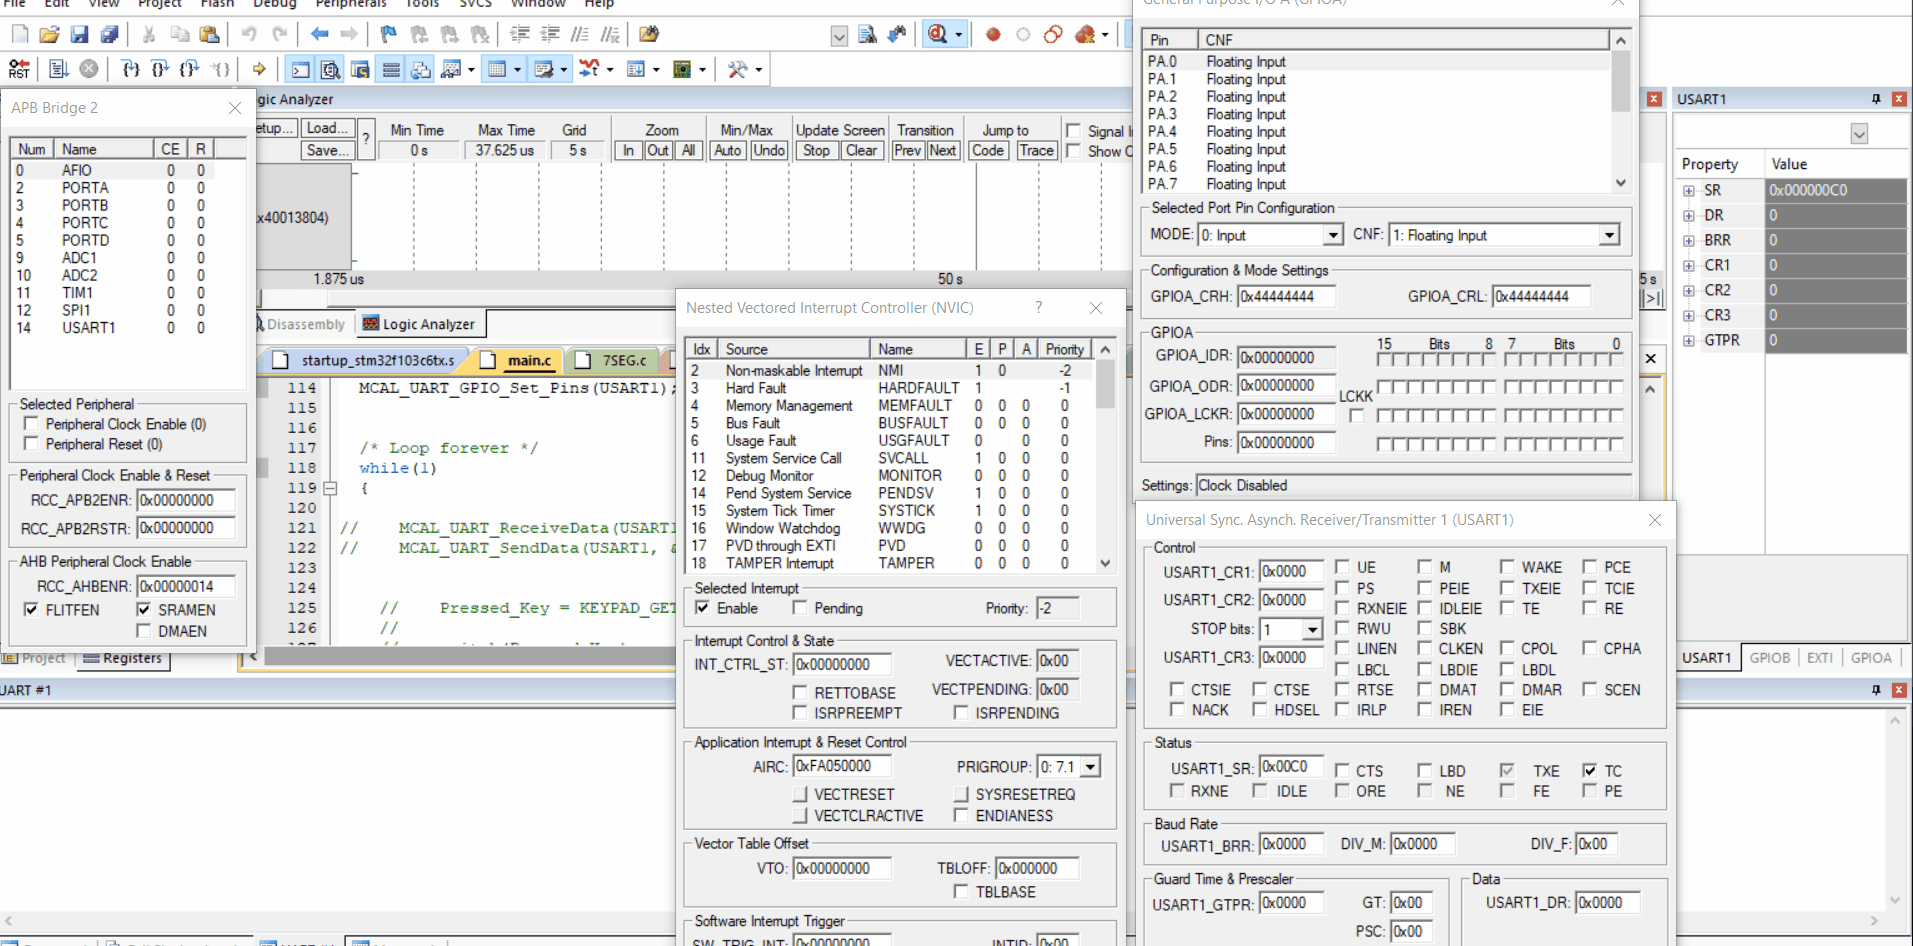 File Edit View Project Flash Debug Peripherals Tools SVCS Window Help
RST
APB Bridge 2
Num Name CE R
0 AFIO 0 0
2 PORTA 0 0
3 PORTB 0 0
4 PORTC 0 0
5 PORTD 0 0
9 ADC1 0 0
10 ADC2 0 0
11 TIM1 0 0
12 SPI1 0 0
14 USART1 0 0
Selected Peripheral
Peripheral Clock Enable (0)
Peripheral Reset (0)
Peripheral Clock Enable & Reset
RCC_APB2ENR: 0x00000000
RCC_APB2RSTR: 0x00000000
AHB Peripheral Clock Enable
RCC_AHBENR: 0x00000014
FLITFEN SRAMEN
DMAEN
Project Registers
gic Analyzer
etup... Load... ? Min Time Max Time Grid Zoom Min/Max Update Screen Transition Jump to Signal I
Save... 0 s 37.625 us 5 s In Out All Auto Undo Stop Clear Prev Next Code Trace Show C
x40013804)
1.875 us 50 s 5 s
Disassembly Logic Analyzer
startup_stm32f103c6tx.s main.c 7SEG.c
114 MCAL_UART_GPIO_Set_Pins(USART1);
115
116
117 /* Loop forever */
118 while(1)
119 {
120
121 // MCAL_UART_ReceiveData(USART1
122 // MCAL_UART_SendData(USART1, &
123
124
125 // Pressed_Key = KEYPAD_GET
126 //
UART #1
Nested Vectored Interrupt Controller (NVIC) ?
Idx Source Name E P A Priority
2 Non-maskable Interrupt NMI 1 0 -2
3 Hard Fault HARDFAULT 1 -1
4 Memory Management MEMFAULT 0 0 0 0
5 Bus Fault BUSFAULT 0 0 0 0
6 Usage Fault USGFAULT 0 0 0
11 System Service Call SVCALL 1 0 0 0
12 Debug Monitor MONITOR 0 0 0 0
14 Pend System Service PENDSV 1 0 0 0
15 System Tick Timer SYSTICK 1 0 0 0
16 Window Watchdog WWDG 0 0 0 0
17 PVD through EXTI PVD 0 0 0 0
18 TAMPER Interrupt TAMPER 0 0 0 0
Selected Interrupt
Enable Pending Priority: -2
Interrupt Control & State
INT_CTRL_ST: 0x00000000 VECTACTIVE: 0x00
RETTOBASE VECTPENDING: 0x00
ISRPREEMPT ISRPENDING
Application Interrupt & Reset Control
AIRC: 0xFA050000 PRIGROUP: 0: 7.1
VECTRESET SYSRESETREQ
VECTCLRACTIVE ENDIANESS
Vector Table Offset
VTO: 0x00000000 TBLOFF: 0x000000
TBLBASE
Software Interrupt Trigger
SW_TRIG_INT: 0x00000000 INTID: 0x00
General Purpose I/O A (GPIOA)
Pin CNF
PA.0 Floating Input
PA.1 Floating Input
PA.2 Floating Input
PA.3 Floating Input
PA.4 Floating Input
PA.5 Floating Input
PA.6 Floating Input
PA.7 Floating Input
Selected Port Pin Configuration
MODE: 0: Input CNF: 1: Floating Input
Configuration & Mode Settings
GPIOA_CRH: 0x44444444 GPIOA_CRL: 0x44444444
GPIOA
15 Bits 8 7 Bits 0
GPIOA_IDR: 0x00000000
GPIOA_ODR: 0x00000000
LCKK
GPIOA_LCKR: 0x00000000
Pins: 0x00000000
Settings: Clock Disabled
Universal Sync. Asynch. Receiver/Transmitter 1 (USART1)
Control
USART1_CR1: 0x0000 UE M WAKE PCE
PS PEIE TXEIE TCIE
USART1_CR2: 0x0000 RXNEIE IDLEIE TE RE
STOP bits: 1 RWU SBK
USART1_CR3: 0x0000 LINEN CLKEN CPOL CPHA
LBCL LBDIE LBDL
CTSIE CTSE RTSE DMAT DMAR SCEN
NACK HDSEL IRLP IREN EIE
Status
USART1_SR: 0x00C0 CTS LBD TXE TC
RXNE IDLE ORE NE FE PE
Baud Rate
USART1_BRR: 0x0000 DIV_M: 0x0000 DIV_F: 0x00
Guard Time & Prescaler
USART1_GTPR: 0x0000 GT: 0x00
PSC: 0x00
Data
USART1_DR: 0x0000
USART1
Property Value
SR 0x000000C0
DR 0
BRR 0
CR1 0
CR2 0
CR3 0
GTPR 0
USART1 GPIOB EXTI GPIOA